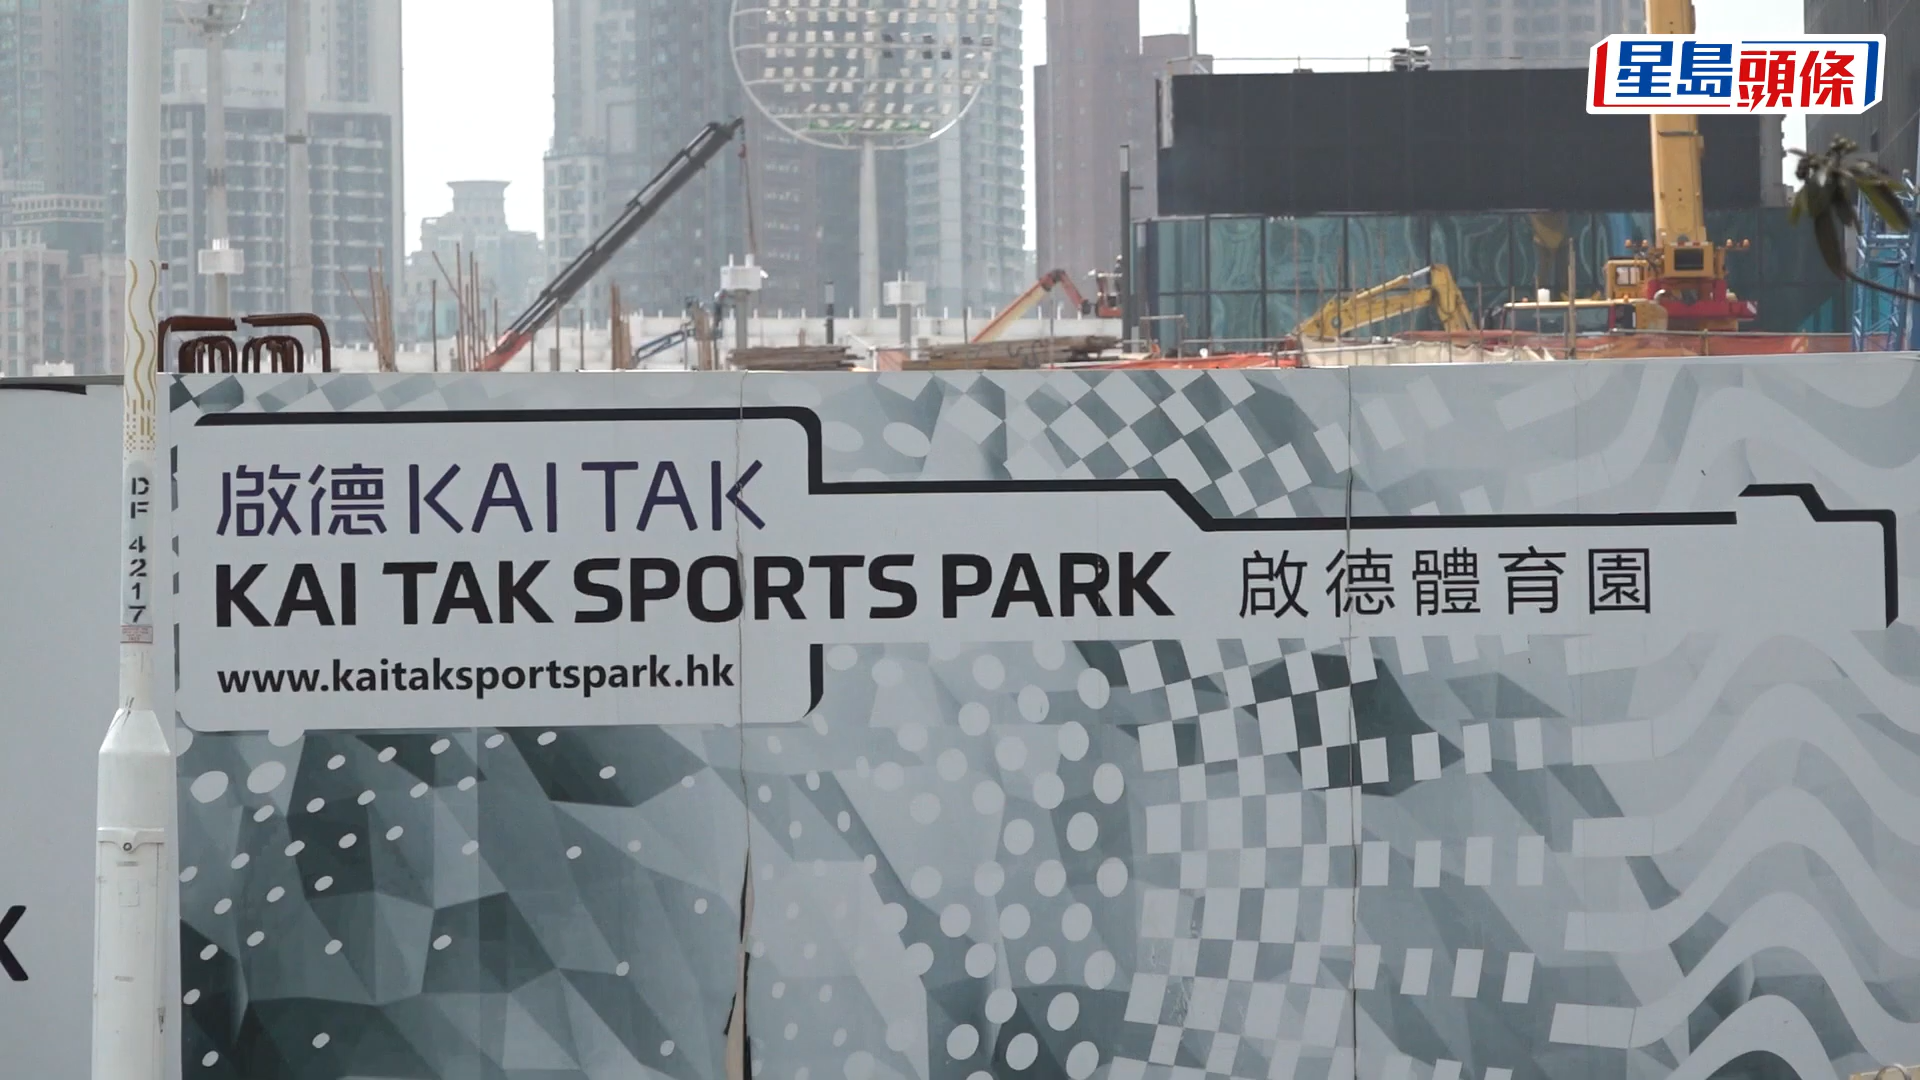 星島頭條
啟德 KAI TAK
KAI TAK SPORTS PARK 啟德體育園
www.kaitaksportspark.hk
DF
4217
K